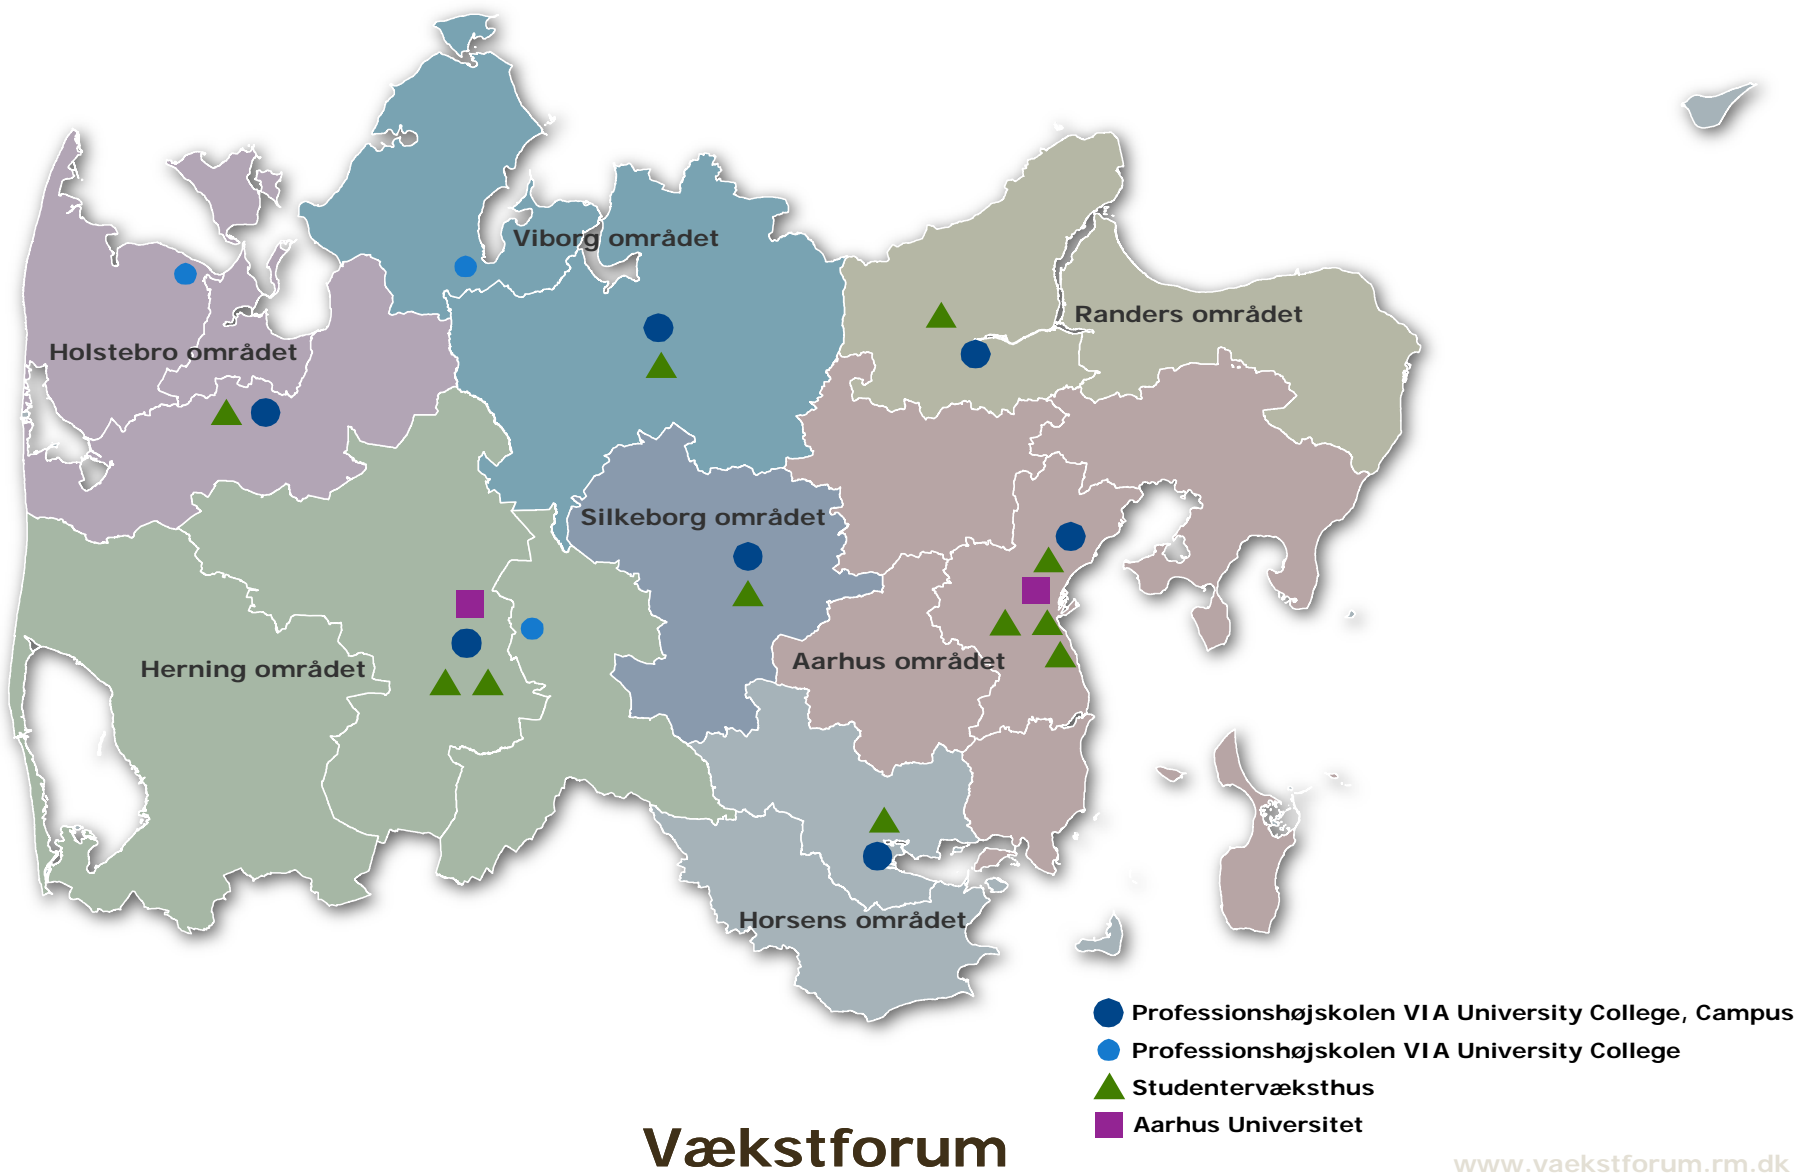 Viborg området
Randers området
Holstebro området
Silkeborg området
Herning området
Aarhus området
Horsens området
Professionshøjskolen VIA University College, Campus
Professionshøjskolen VIA University College
Studentervæksthus
Aarhus Universitet
Vækstforum
www.vaekstforum.rm.dk